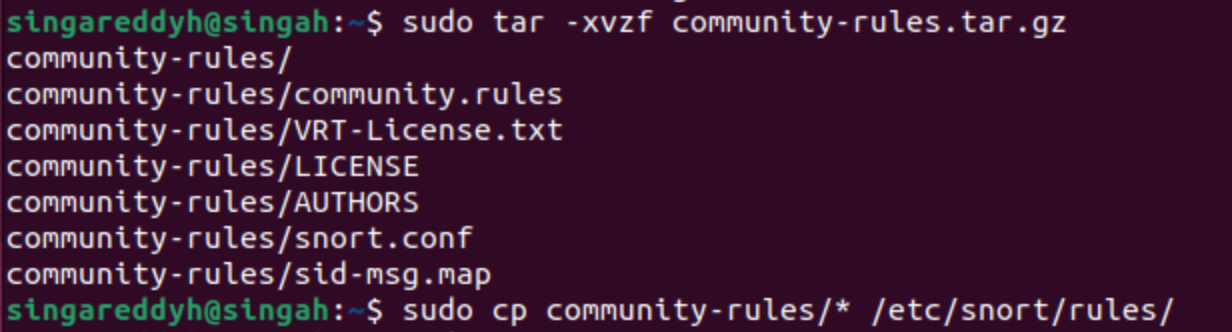 singareddyh@singah:~$ sudo tar -xvzf community-rules.tar.gz
community-rules/
community-rules/community.rules
community-rules/VRT-License.txt
community-rules/LICENSE
community-rules/AUTHORS
community-rules/snort.conf
community-rules/sid-msg.map
singareddyh@singah:~$ sudo cp community-rules/* /etc/snort/rules/